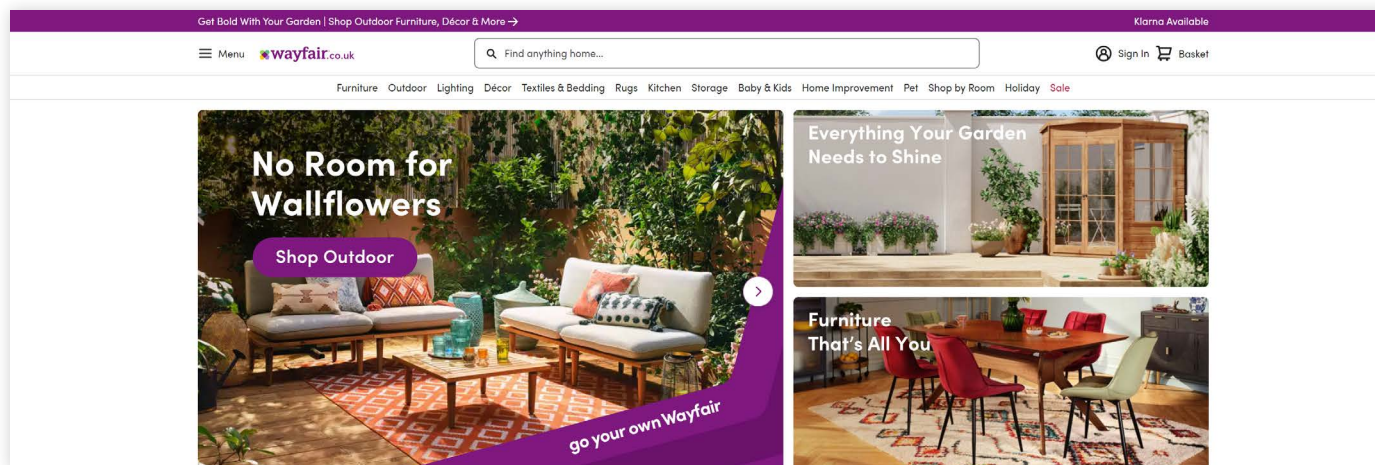 Get Bold With Your Garden | Shop Outdoor Furniture, Décor & More →
Klarna Available
Menu
wayfair.co.uk
Find anything home...
Sign In
Basket
Furniture Outdoor Lighting Décor Textiles & Bedding Rugs Kitchen Storage Baby & Kids Home Improvement Pet Shop by Room Holiday Sale
No Room for
Wallflowers
Shop Outdoor
go your own Wayfair
Everything Your Garden
Needs to Shine
Furniture
That's All You